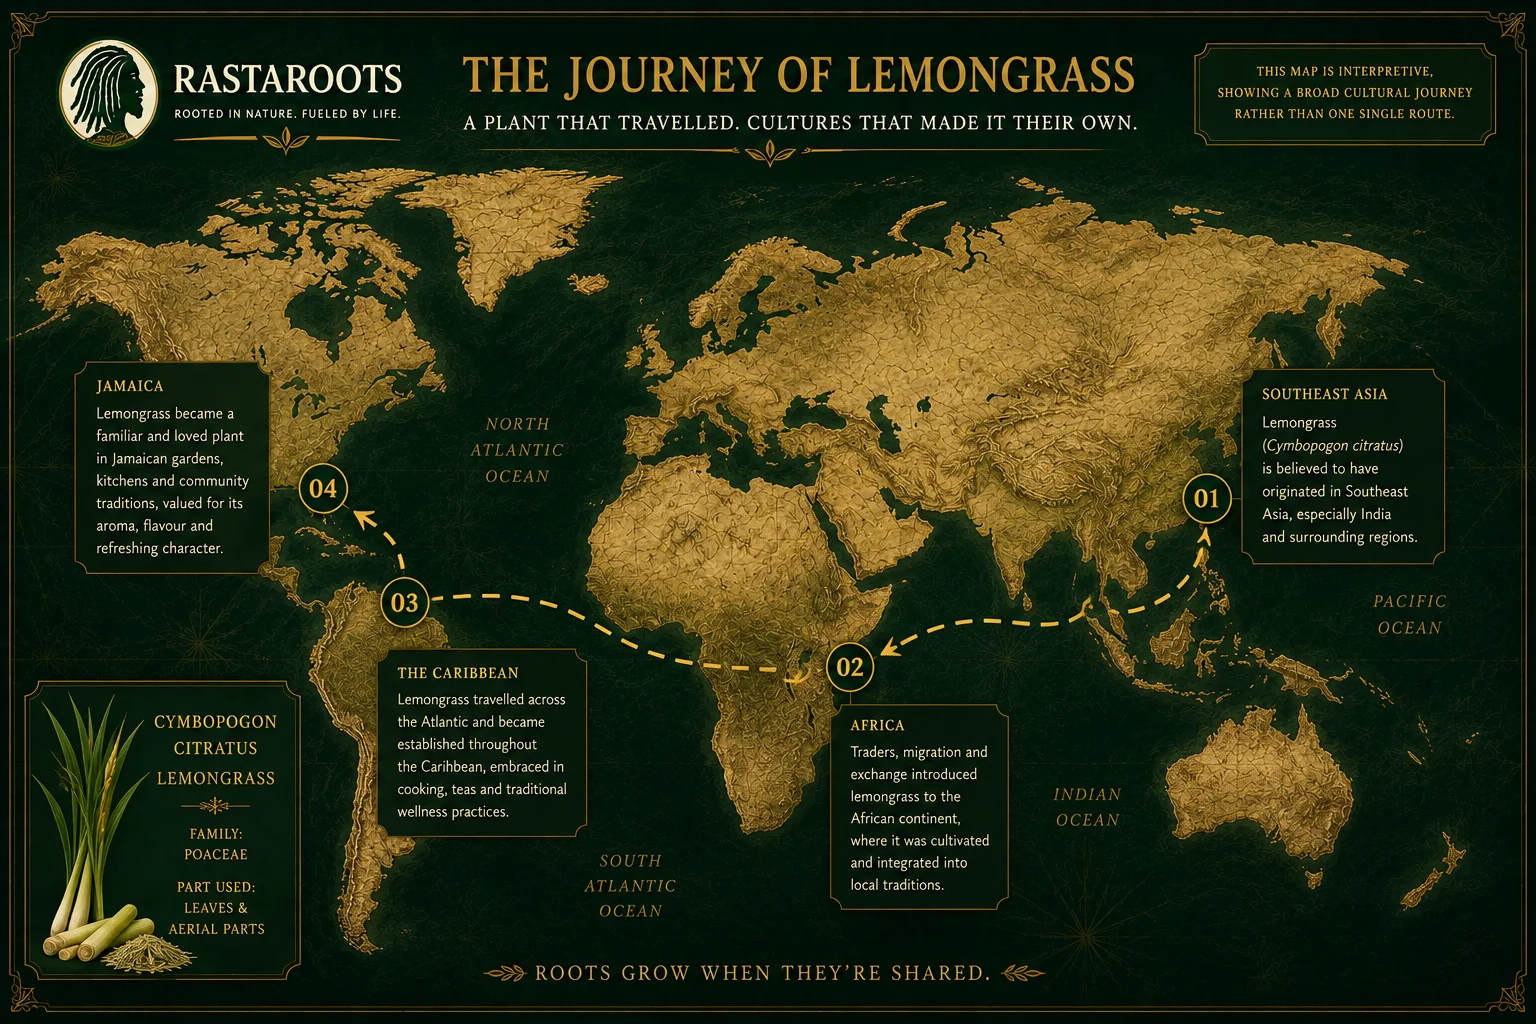 RASTAROOTS
ROOTED IN NATURE. FUELED BY LIFE.
THE JOURNEY OF LEMONGRASS
A PLANT THAT TRAVELLED. CULTURES THAT MADE IT THEIR OWN.
THIS MAP IS INTERPRETIVE,
SHOWING A BROAD CULTURAL JOURNEY
RATHER THAN ONE SINGLE ROUTE.
JAMAICA
Lemongrass became a
familiar and loved plant
in Jamaican gardens,
kitchens and community
traditions, valued for its
aroma, flavour and
refreshing character.
04
NORTH
ATLANTIC
OCEAN
01
SOUTHEAST ASIA
Lemongrass
(Cymbopogon citratus)
is believed to have
originated in Southeast
Asia, especially India
and surrounding regions.
03
THE CARIBBEAN
Lemongrass travelled across
the Atlantic and became
established throughout
the Caribbean, embraced in
cooking, teas and traditional
wellness practices.
02
AFRICA
Traders, migration and
exchange introduced
lemongrass to the
African continent,
where it was cultivated
and integrated into
local traditions.
PACIFIC
OCEAN
INDIAN
OCEAN
SOUTH
ATLANTIC
OCEAN
CYMBOPOGON
CITRATUS
LEMONGRASS
FAMILY:
POACEAE
PART USED:
LEAVES &
AERIAL PARTS
ROOTS GROW WHEN THEY'RE SHARED.